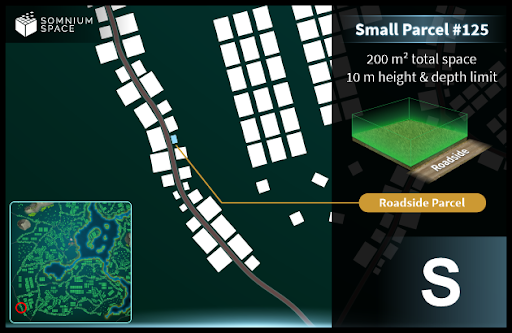 SOMNIUM
SPACE
Small Parcel #125
200 m² total space
10 m height & depth limit
Roadside
Roadside Parcel
S